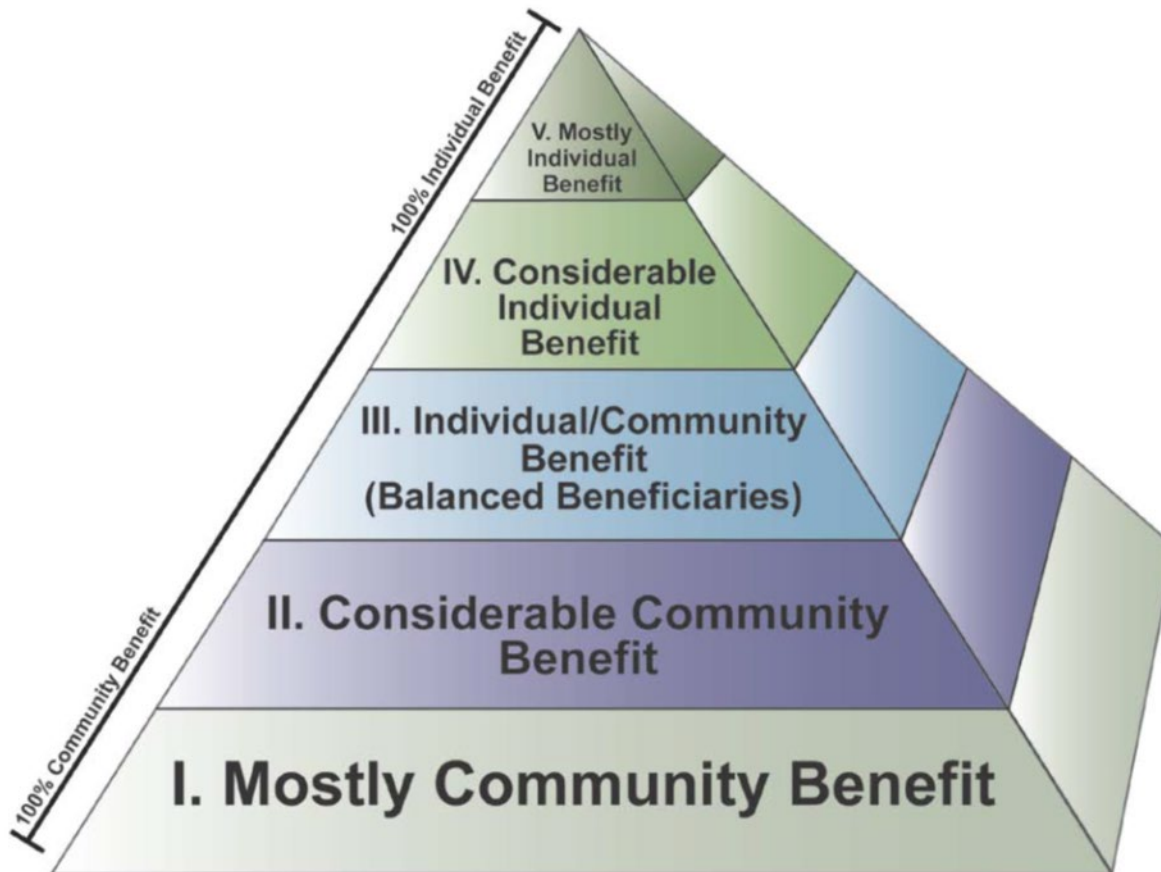 100% Individual Benefit
100% Community Benefit
V. Mostly
Individual
Benefit
IV. Considerable
Individual
Benefit
III. Individual/Community
Benefit
(Balanced Beneficiaries)
II. Considerable Community
Benefit
I. Mostly Community Benefit